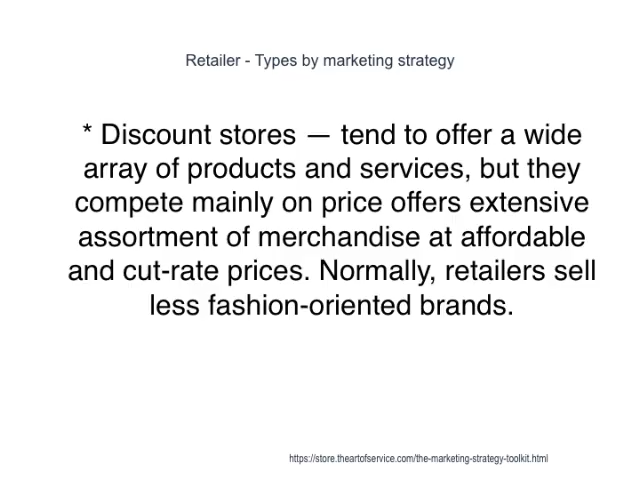 Retailer - Types by marketing strategy
* Discount stores — tend to offer a wide
array of products and services, but they
compete mainly on price offers extensive
assortment of merchandise at affordable
and cut-rate prices. Normally, retailers sell
less fashion-oriented brands.
https://store.theartofservice.com/the-marketing-strategy-toolkit.html